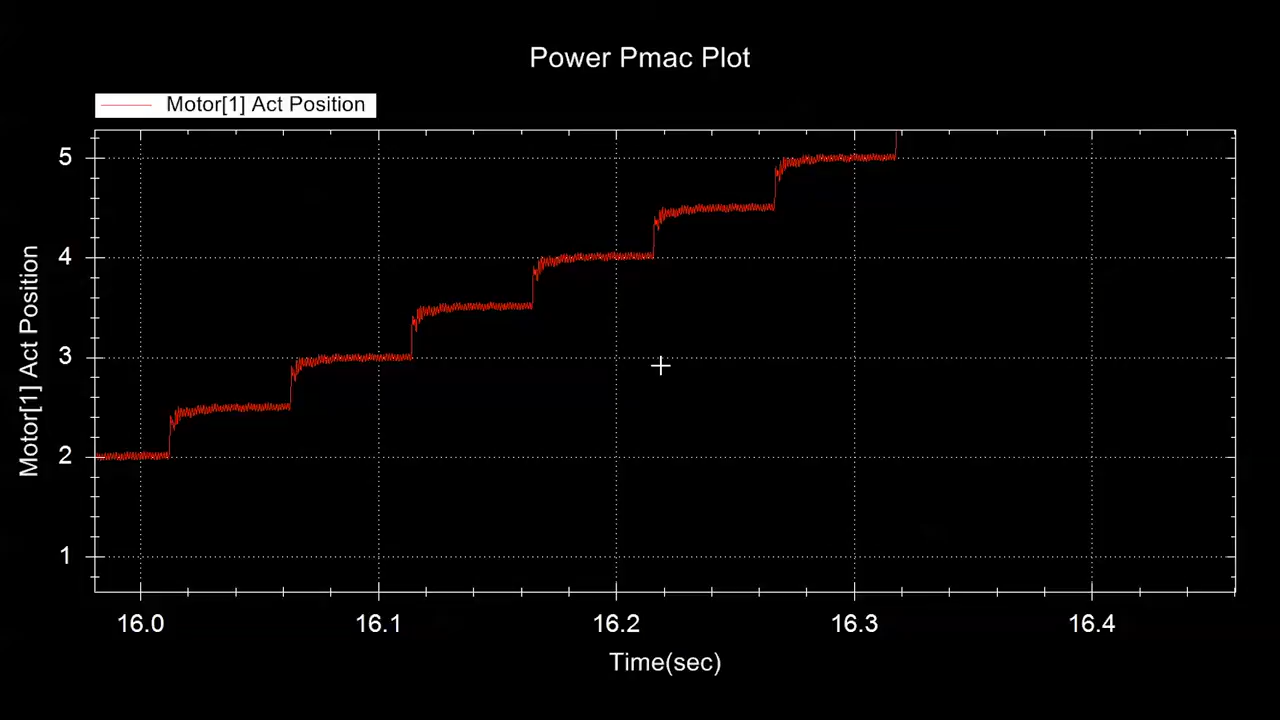 Power Pmac Plot
Motor[1] Act Position
5
4
3
2
1
Motor[1] Act Position
16.0 16.1 16.2 16.3 16.4
Time(sec)